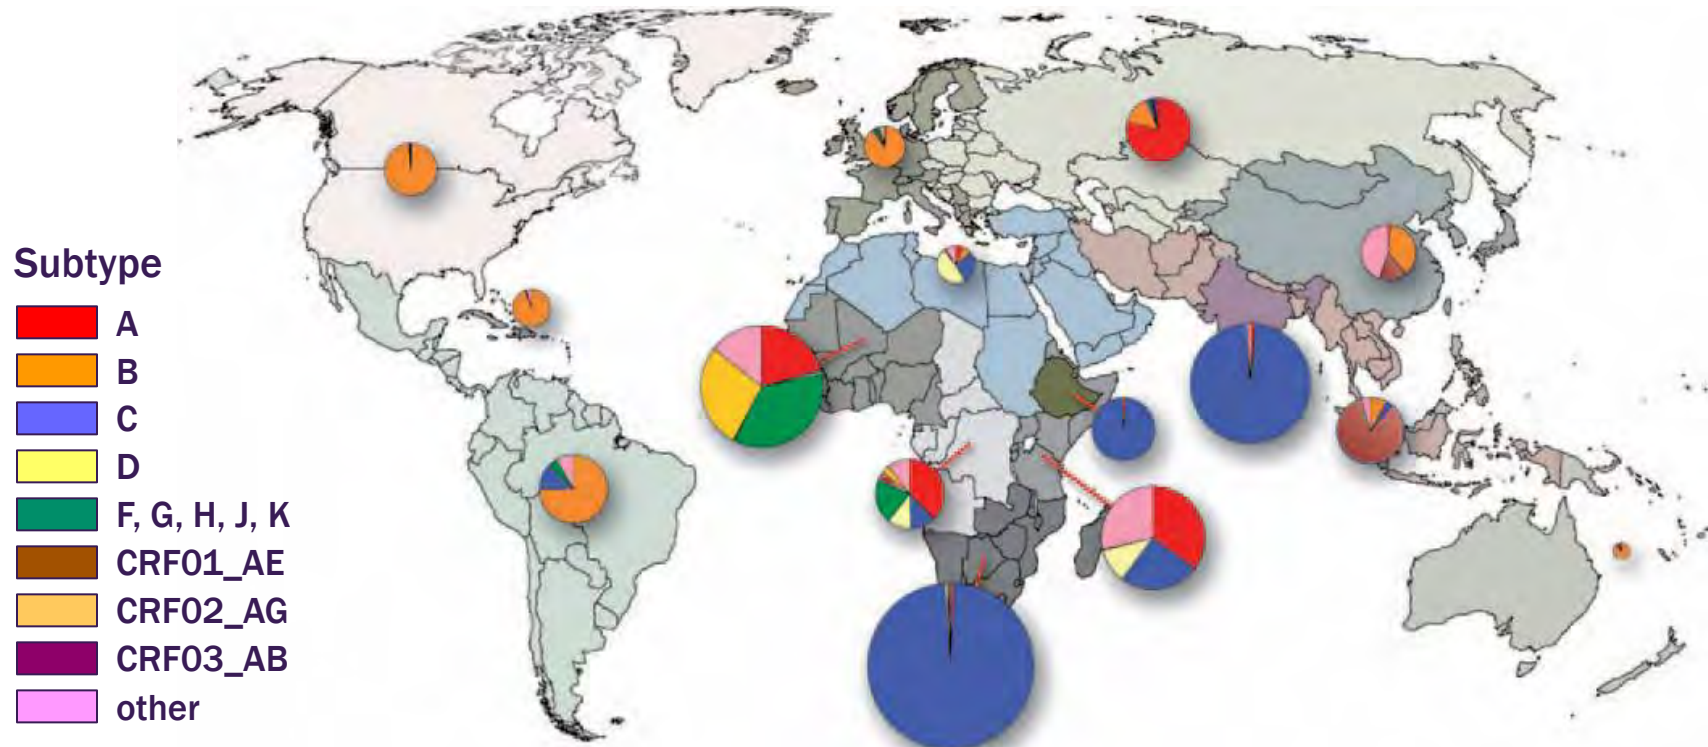 Subtype
A
B
C
D
F, G, H, J, K
CRF01_AE
CRF02_AG
CRF03_AB
other